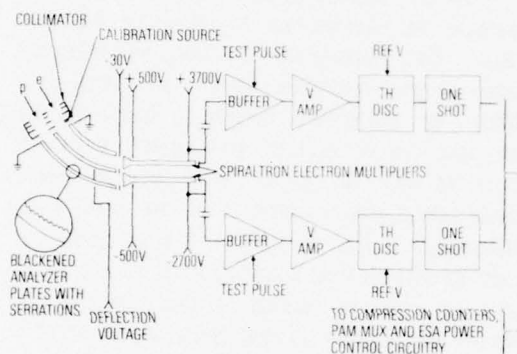 COLLIMATOR
CALIBRATION SOURCE
-30V
+500V
+3700V
TEST PULSE
REF V
p
e
BUFFER
V
AMP
TH
DISC
ONE
SHOT
SPIRALTRON ELECTRON MULTIPLIERS
BLACKENED
ANALYZER
PLATES WITH
SERRATIONS
DEFLECTION
VOLTAGE
-500V
-2700V
BUFFER
V
AMP
TH
DISC
ONE
SHOT
TEST PULSE
REF V
TO COMPRESSION COUNTERS,
PAM MUX AND ESA POWER
CONTROL CIRCUITRY